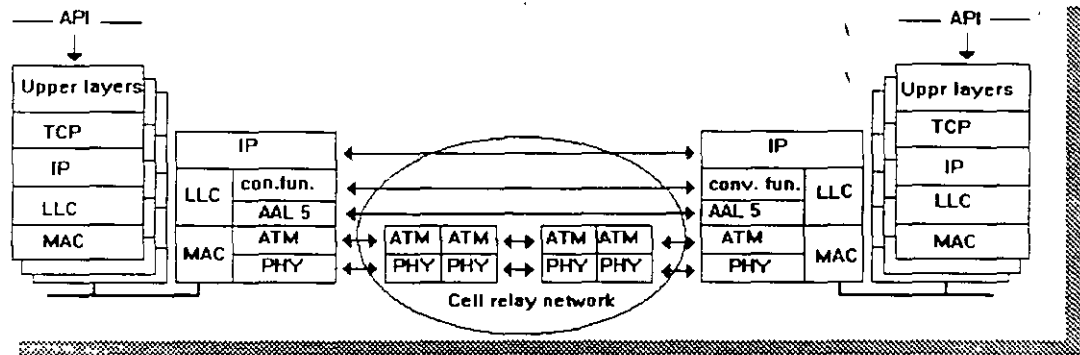 API
Upper layers
TCP
IP
LLC
MAC
IP
LLC
con.fun.
AAL 5
MAC
ATM
PHY
ATM ATM
PHY PHY
ATM ATM
PHY PHY
Cell relay network
IP
conv. fun.
LLC
AAL 5
ATM
MAC
PHY
API
Uppr layers
TCP
IP
LLC
MAC